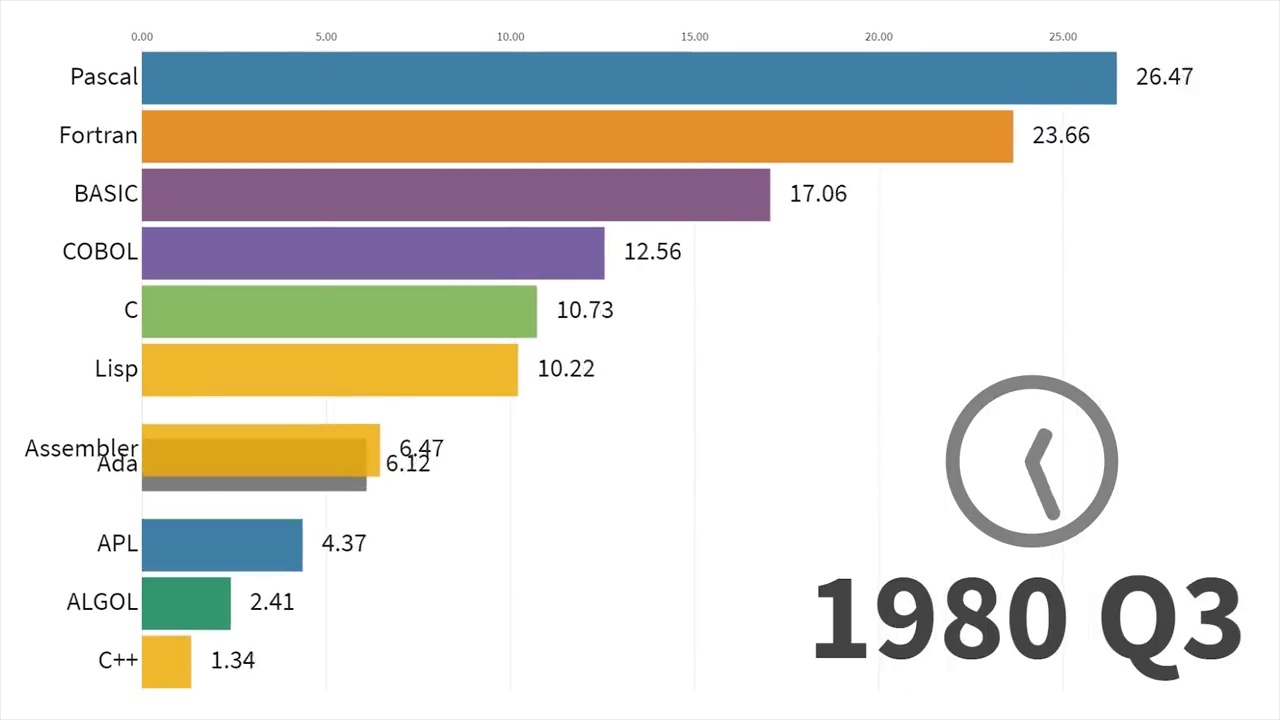 0.00 5.00 10.00 15.00 20.00 25.00
Pascal 26.47
Fortran 23.66
BASIC 17.06
COBOL 12.56
C 10.73
Lisp 10.22
Assembler 6.47
Ada 6.12
APL 4.37
ALGOL 2.41
C++ 1.34
1980 Q3